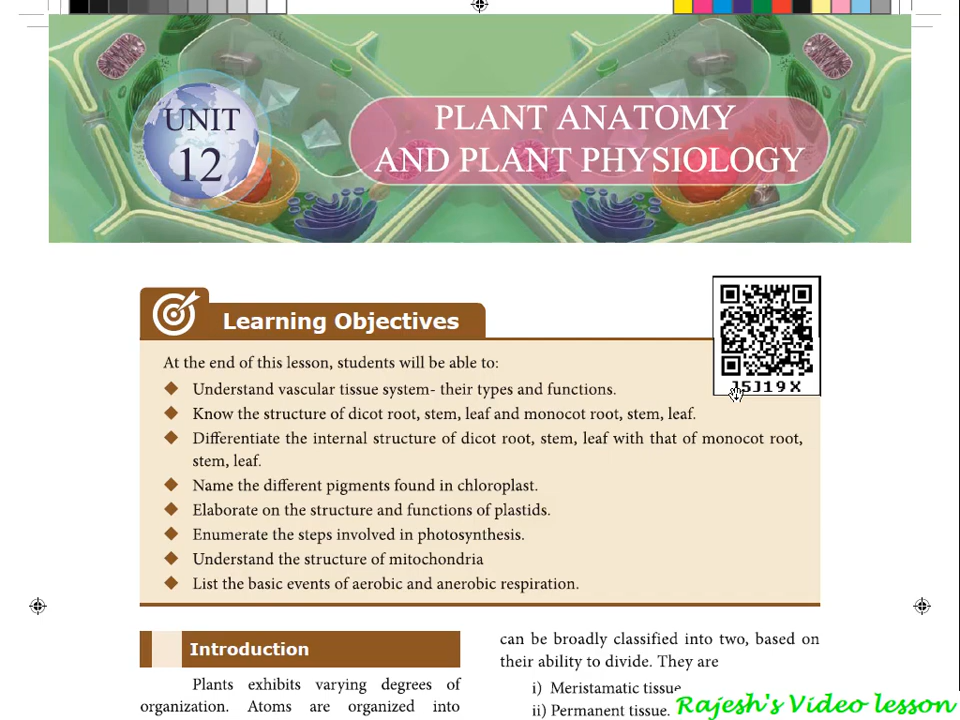 UNIT
12
PLANT ANATOMY
AND PLANT PHYSIOLOGY
Learning Objectives
J5J19X
At the end of this lesson, students will be able to:
Understand vascular tissue system- their types and functions.
Know the structure of dicot root, stem, leaf and monocot root, stem, leaf.
Differentiate the internal structure of dicot root, stem, leaf with that of monocot root,
stem, leaf.
Name the different pigments found in chloroplast.
Elaborate on the structure and functions of plastids.
Enumerate the steps involved in photosynthesis.
Understand the structure of mitochondria
List the basic events of aerobic and anerobic respiration.
Introduction
Plants exhibits varying degrees of
organization. Atoms are organized into
can be broadly classified into two, based on
their ability to divide. They are
i) Meristamatic tissue
ii) Permanent tissue.
Rajesh's Video lesson